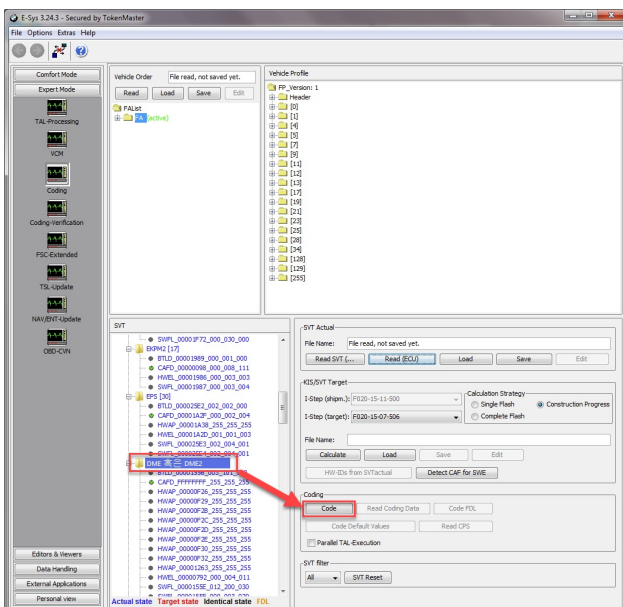 E-Sys 3.24.3 - Secured by TokenMaster
File Options Extras Help
Comfort Mode
Expert Mode
TAL-Processing
VCM
Coding
Coding-Verification
FSC-Extended
TSL-Update
NAV/ENT-Update
OBD-CVN
Editors & Viewers
Data Handling
External Applications
Personal view
Vehicle Order
File read, not saved yet.
Read
Load
Save
Edit
FAList
FA (active)
Vehicle Profile
FP_Version: 1
Header
[0]
[1]
[4]
[5]
[7]
[9]
[11]
[12]
[13]
[17]
[19]
[21]
[23]
[25]
[28]
[34]
[128]
[129]
[255]
SVT
SWFL_00001F72_000_030_000
EKPM2 [17]
BTLD_00001989_000_001_000
CAFD_00000098_000_008_111
HWEL_00001986_000_003_003
SWFL_00001987_000_003_004
EPS [30]
BTLD_000025E2_002_002_000
CAFD_00001A2F_000_002_004
HWAP_00001A38_255_255_255
HWEL_00001A2D_001_001_003
SWFL_000025E3_002_004_001
SWFL_000025E4_002_004_001
DME 혹은 DME2
CAFD_FFFFFFFF_255_255_255
HWAP_00000F26_255_255_255
HWAP_00000F29_255_255_255
HWAP_00000F2B_255_255_255
HWAP_00000F2C_255_255_255
HWAP_00000F2D_255_255_255
HWAP_00000F2E_255_255_255
HWAP_00000F30_255_255_255
HWAP_00000F32_255_255_255
HWAP_00001263_255_255_255
HWEL_00000792_000_004_011
SWFL_0000155E_012_200_030
Actual state Target state Identical state FDL
SVT Actual
File Name: File read, not saved yet.
Read SVT (...
Read (ECU)
Load
Save
Edit
KIS/SVT Target
I-Step (shipm.): F020-15-11-500
I-Step (target): F020-15-07-506
Calculation Strategy
Single Flash
Construction Progress
Complete Flash
File Name:
Calculate
Load
Save
Edit
HW-IDs from SVTactual
Detect CAF for SWE
Coding
Code
Read Coding Data
Code FDL
Code Default Values
Read CPS
Parallel TAL-Execution
SVT filter
All
SVT Reset